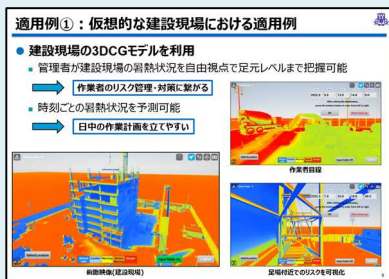 適用例①：仮想的な建設現場における適用例
● 建設現場の3DCGモデルを利用
▪ 管理者が建設現場の暑熱状況を自由視点で足元レベルまで把握可能
作業者のリスク管理・対策に繋がる
▪ 時刻ごとの暑熱状況を予測可能
日中の作業計画を立てやすい
作業者目線
俯瞰映像(建設現場)
足場付近でのリスクを可視化